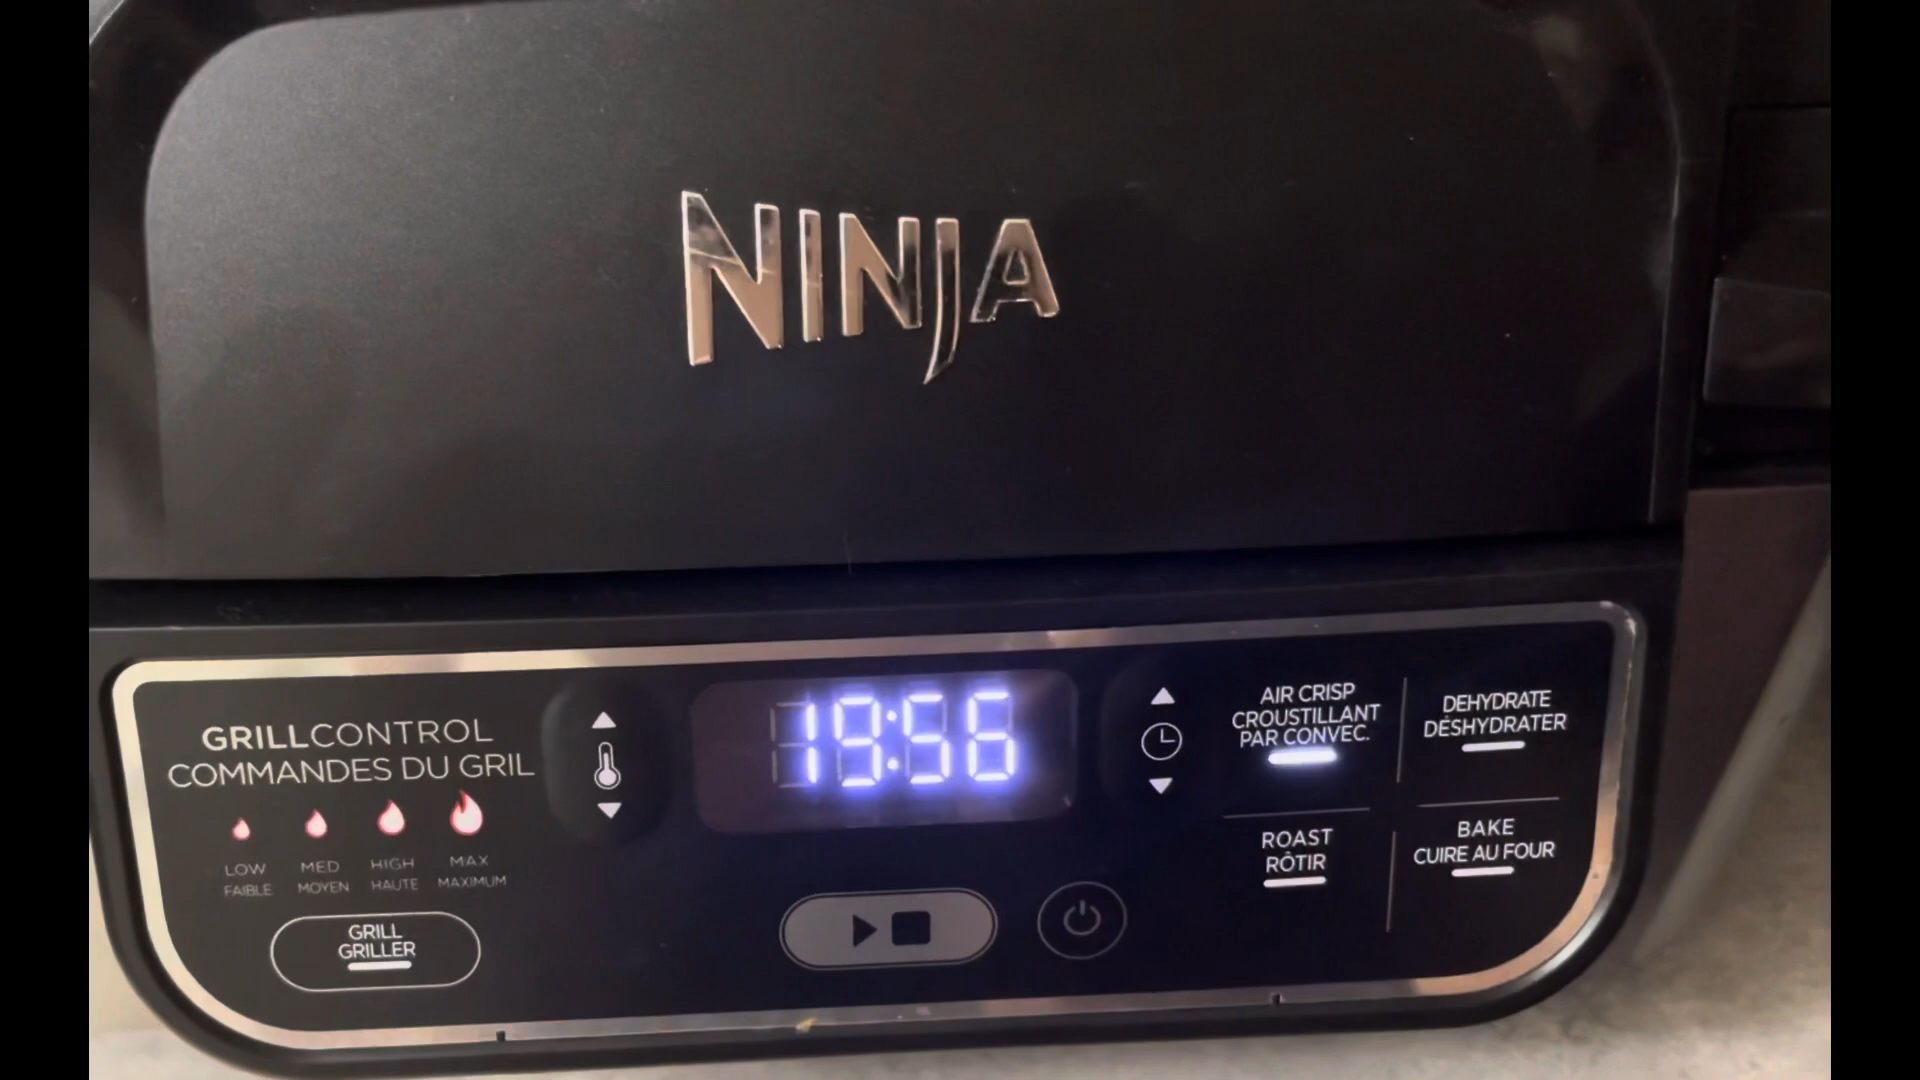 NINJA
GRILLCONTROL
COMMANDES DU GRIL
LOW
FAIBLE
MED
MOYEN
HIGH
HAUTE
MAX
MAXIMUM
GRILL
GRILLER
19:56
AIR CRISP
CROUSTILLANT
PAR CONVEC.
DEHYDRATE
DÉSHYDRATER
ROAST
RÔTIR
BAKE
CUIRE AU FOUR